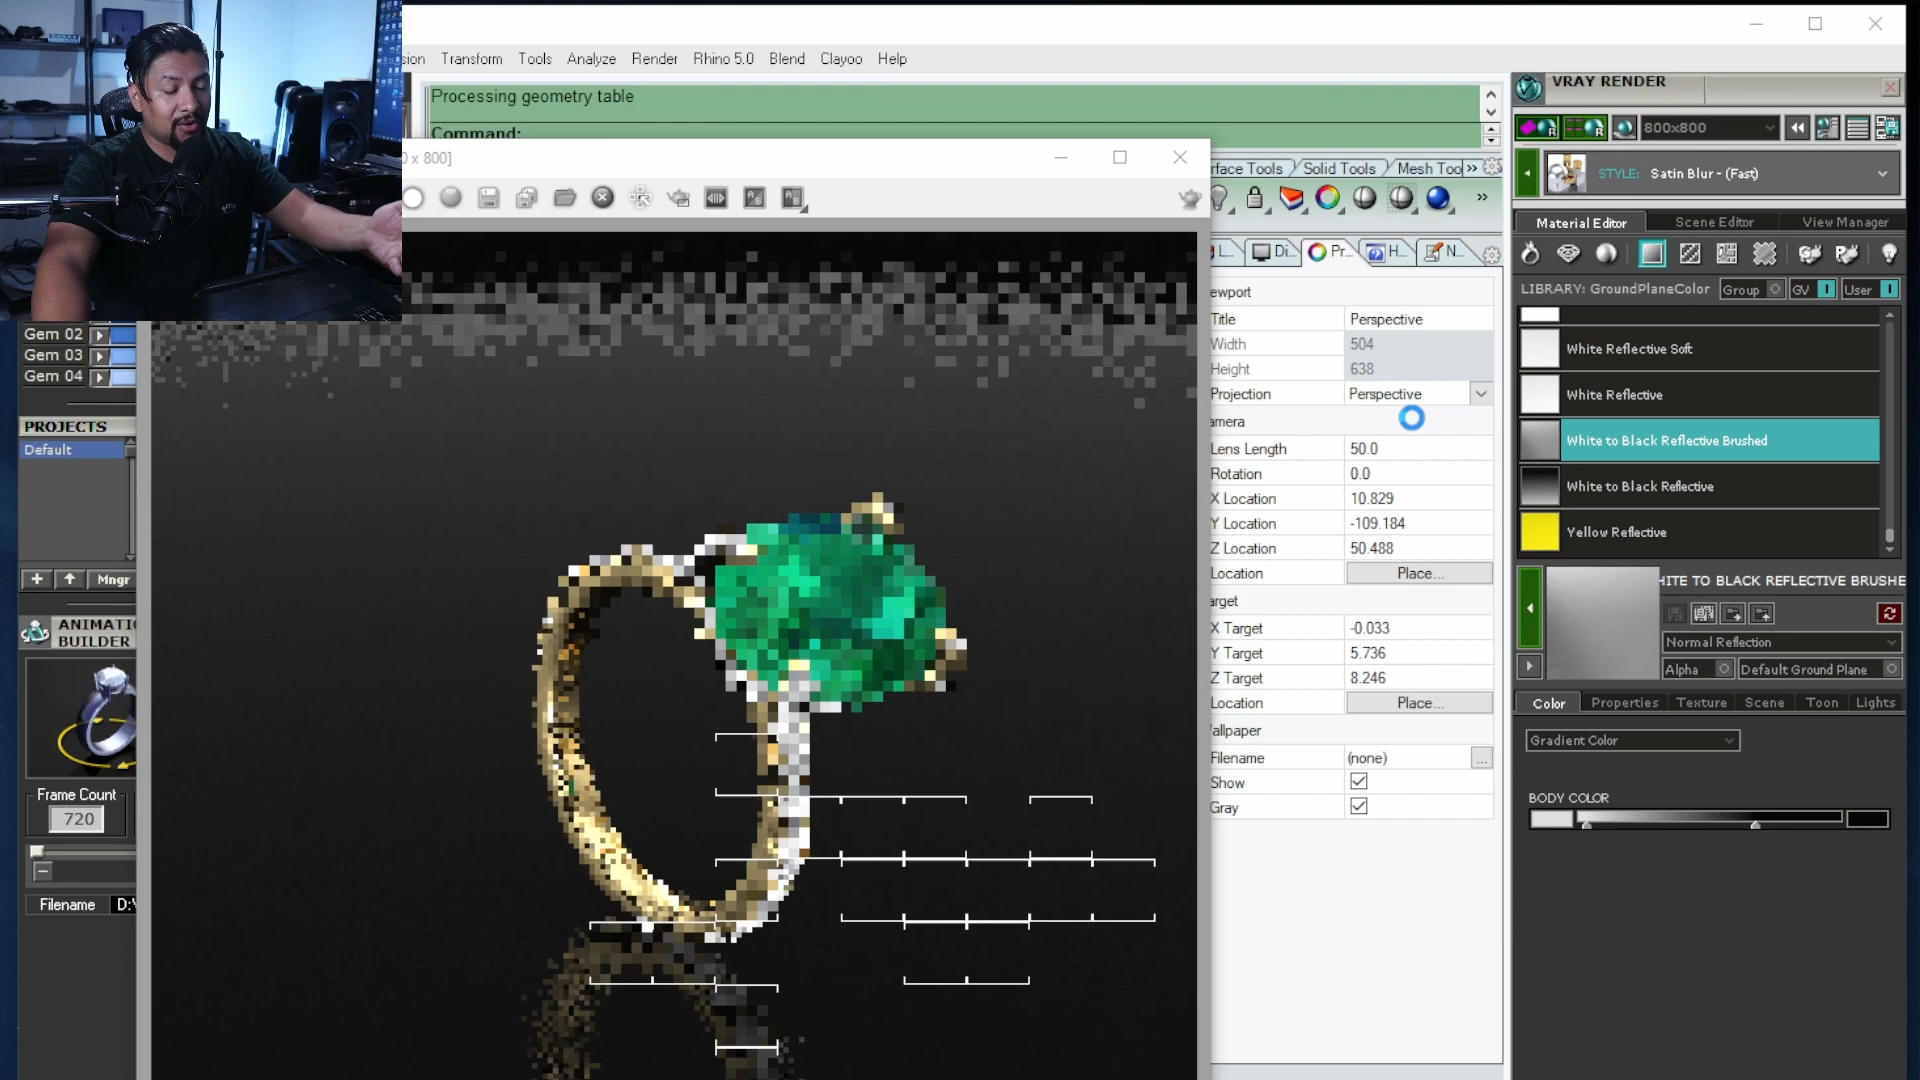 Transform Tools Analyze Render Rhino 5.0 Blend Clayoo Help
Processing geometry table
Command:
x 800]
rface Tools Solid Tools Mesh Too
L... Di... Pr... H... N...
Gem 02
Gem 03
Gem 04
PROJECTS
Default
Mngr
ANIMATI
BUILDER
Frame Count
720
Filename D:\
ewport
Title Perspective
Width 504
Height 638
Projection Perspective
amera
Lens Length 50.0
Rotation 0.0
X Location 10.829
Y Location -109.184
Z Location 50.488
Location Place...
arget
X Target -0.033
Y Target 5.736
Z Target 8.246
Location Place...
allpaper
Filename (none) ...
Show
Gray
VRAY RENDER
800x800
STYLE: Satin Blur - (Fast)
Material Editor Scene Editor View Manager
LIBRARY: GroundPlaneColor Group GV User
White Reflective Soft
White Reflective
White to Black Reflective Brushed
White to Black Reflective
Yellow Reflective
HITE TO BLACK REFLECTIVE BRUSHE
Normal Reflection
Alpha Default Ground Plane
Color Properties Texture Scene Toon Lights
Gradient Color
BODY COLOR